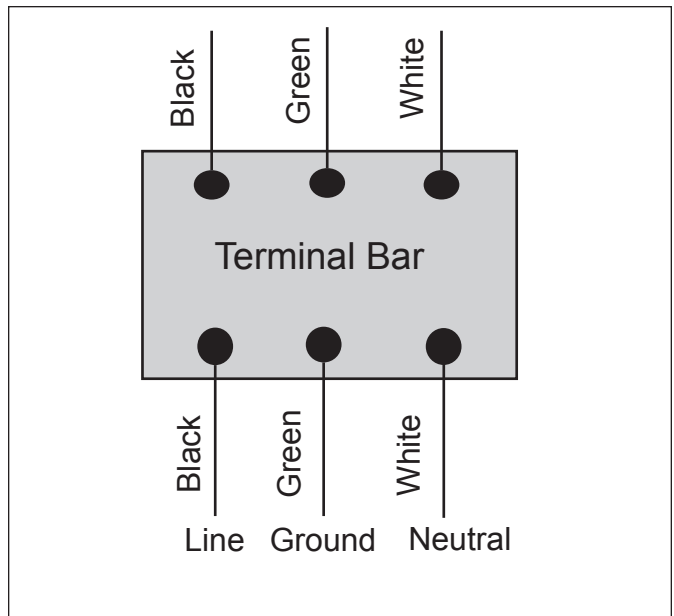 Black
Green
White
Terminal Bar
Black
Green
White
Line
Ground
Neutral